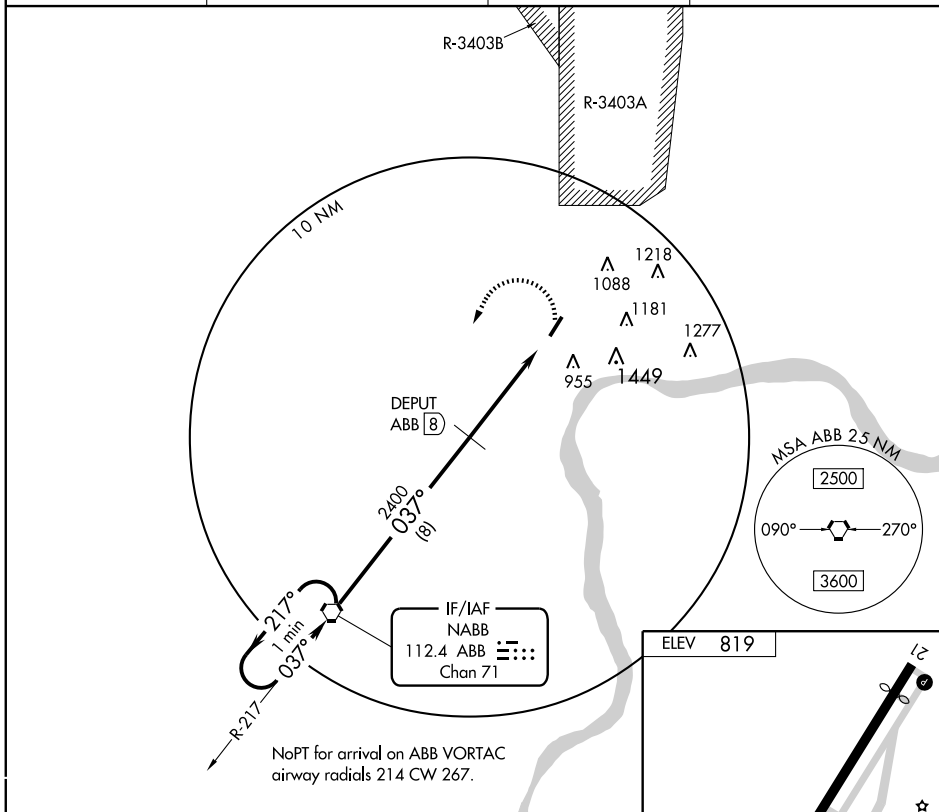 R-3403B
R-3403A
10 NM
1218
1088
1181
1277
955
1449
DEPUT
ABB 8
MSA ABB 25 NM
2500
090°
270°
3600
2400
037°
(8)
IF/IAF
NABB
112.4 ABB
Chan 71
217°
1 min
037°
R-217
NoPT for arrival on ABB VORTAC
airway radials 214 CW 267.
ELEV 819
21
P